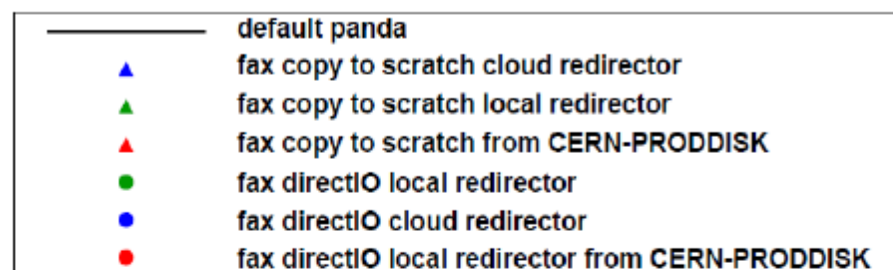 default panda
fax copy to scratch cloud redirector
fax copy to scratch local redirector
fax copy to scratch from CERN-PRODDISK
fax directIO local redirector
fax directIO cloud redirector
fax directIO local redirector from CERN-PRODDISK